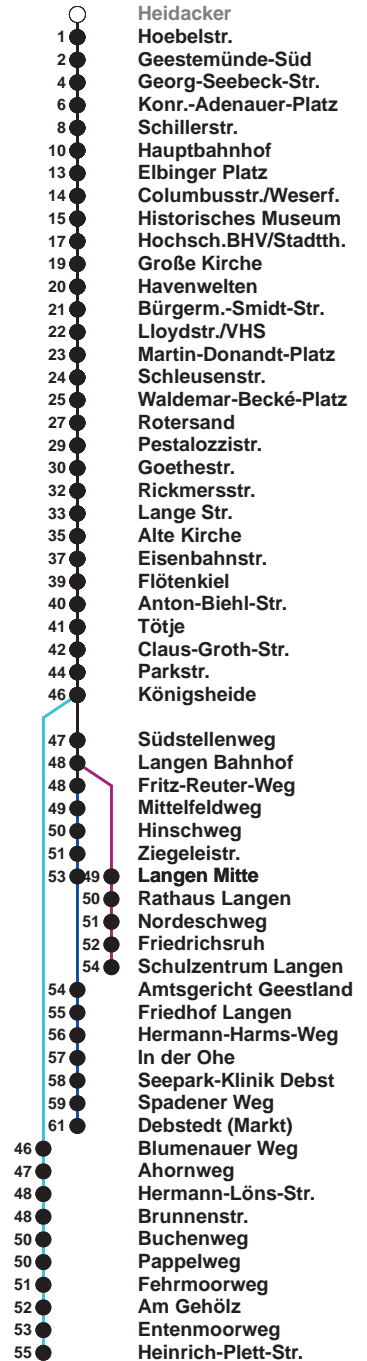 Heidacker
1 Hoebelstr.
2 Geestemünde-Süd
4 Georg-Seebeck-Str.
6 Konr.-Adenauer-Platz
8 Schillerstr.
10 Hauptbahnhof
13 Elbinger Platz
14 Columbusstr./Weserf.
15 Historisches Museum
17 Hochsch.BHV/Stadtth.
19 Große Kirche
20 Havenwelten
21 Bürgerm.-Smidt-Str.
22 Lloydstr./VHS
23 Martin-Donandt-Platz
24 Schleusenstr.
25 Waldemar-Becké-Platz
27 Rotersand
29 Pestalozzistr.
30 Goethestr.
32 Rickmersstr.
33 Lange Str.
35 Alte Kirche
37 Eisenbahnstr.
39 Flötenkiel
40 Anton-Biehl-Str.
41 Tötje
42 Claus-Groth-Str.
44 Parkstr.
46 Königsheide
47 Südstellenweg
48 Langen Bahnhof
48 Fritz-Reuter-Weg
49 Mittelfeldweg
50 Hinschweg
51 Ziegeleistr.
53 49 Langen Mitte
50 Rathaus Langen
51 Nordeschweg
52 Friedrichsruh
54 Schulzentrum Langen
54 Amtsgericht Geestland
55 Friedhof Langen
56 Hermann-Harms-Weg
57 In der Ohe
58 Seepark-Klinik Debst
59 Spadener Weg
61 Debstedt (Markt)
46 Blumenauer Weg
47 Ahornweg
48 Hermann-Löns-Str.
48 Brunnenstr.
50 Buchenweg
50 Pappelweg
51 Fehrmoorweg
52 Am Gehölz
53 Entenmoorweg
55 Heinrich-Plett-Str.